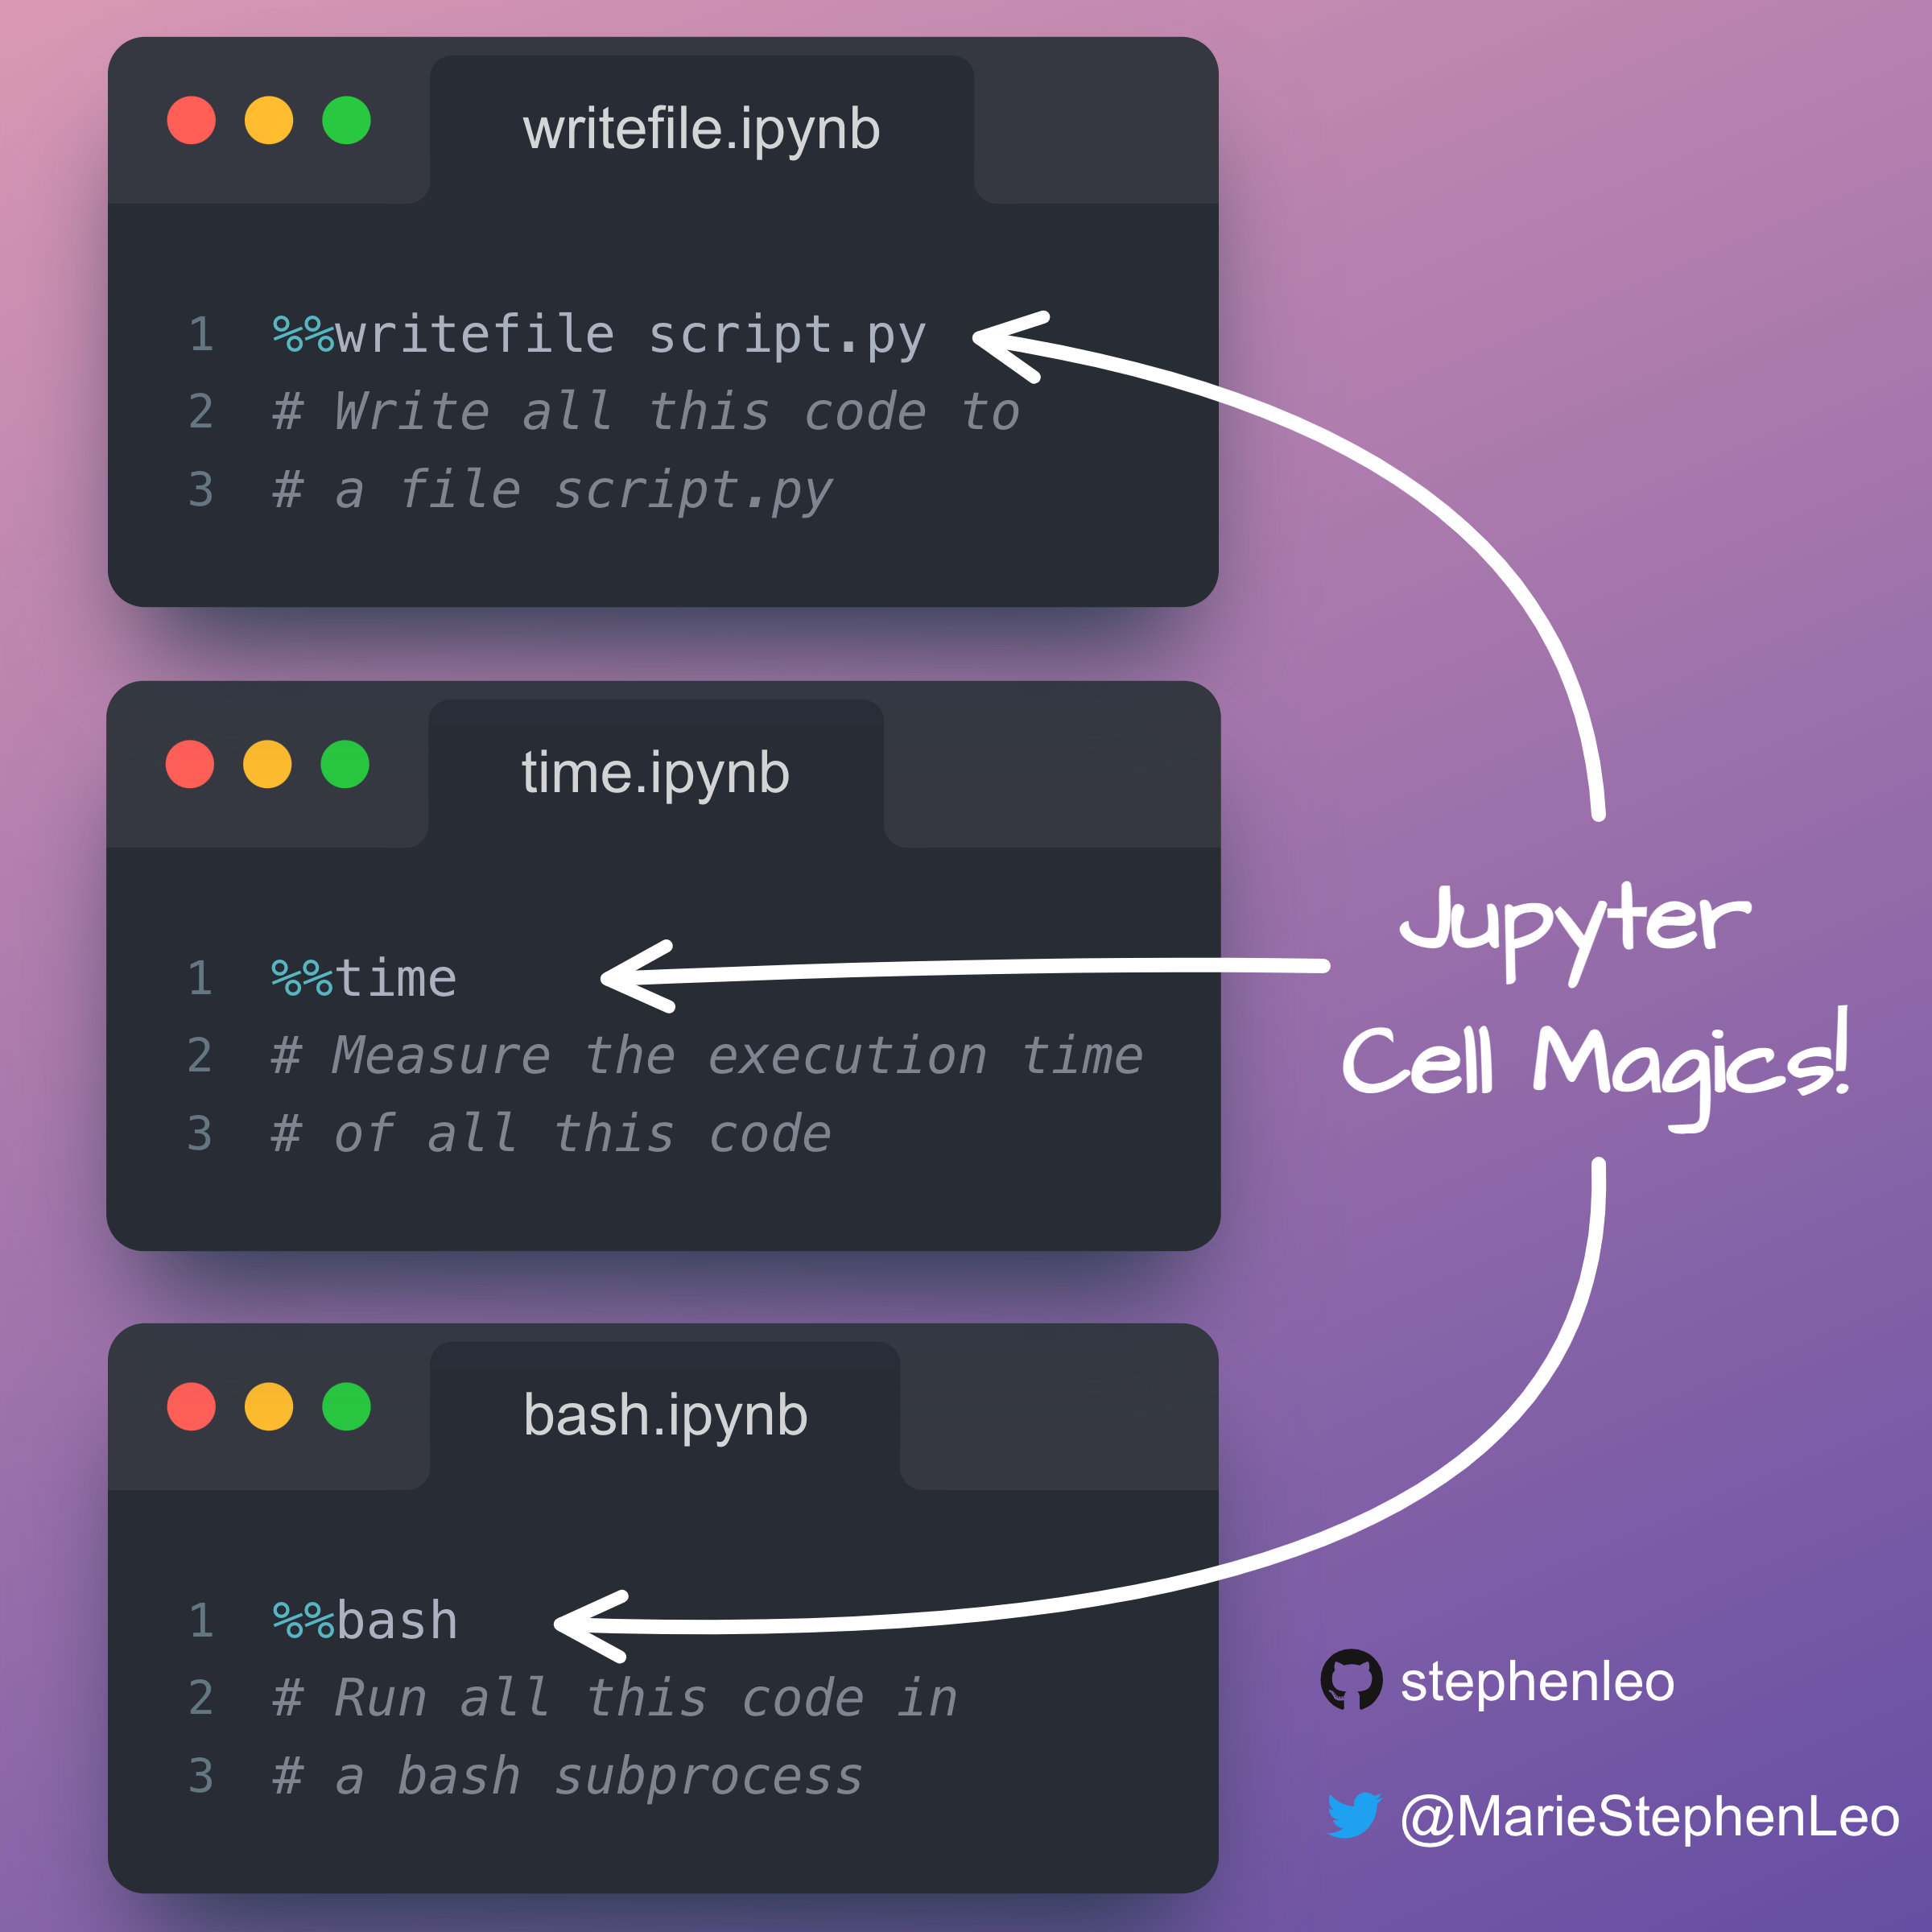 writefile.ipynb
1 %%writefile script.py
2 # Write all this code to
3 # a file script.py
time.ipynb
1 %%time
2 # Measure the execution time
3 # of all this code
Jupyter
Cell Magics!
bash.ipynb
1 %%bash
2 # Run all this code in
3 # a bash subprocess
stephenleo
@MarieStephenLeo